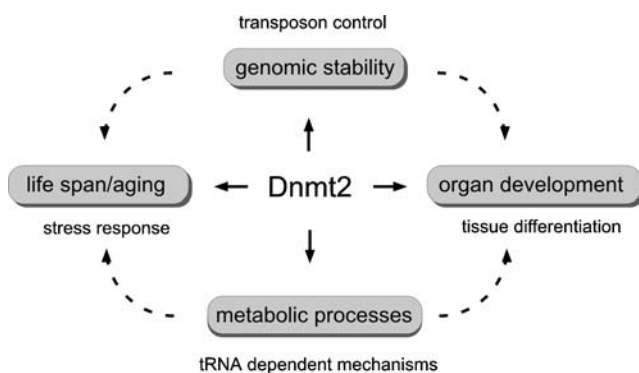 transposon control
genomic stability
life span/aging
Dnmt2
organ development
stress response
tissue differentiation
metabolic processes
tRNA dependent mechanisms